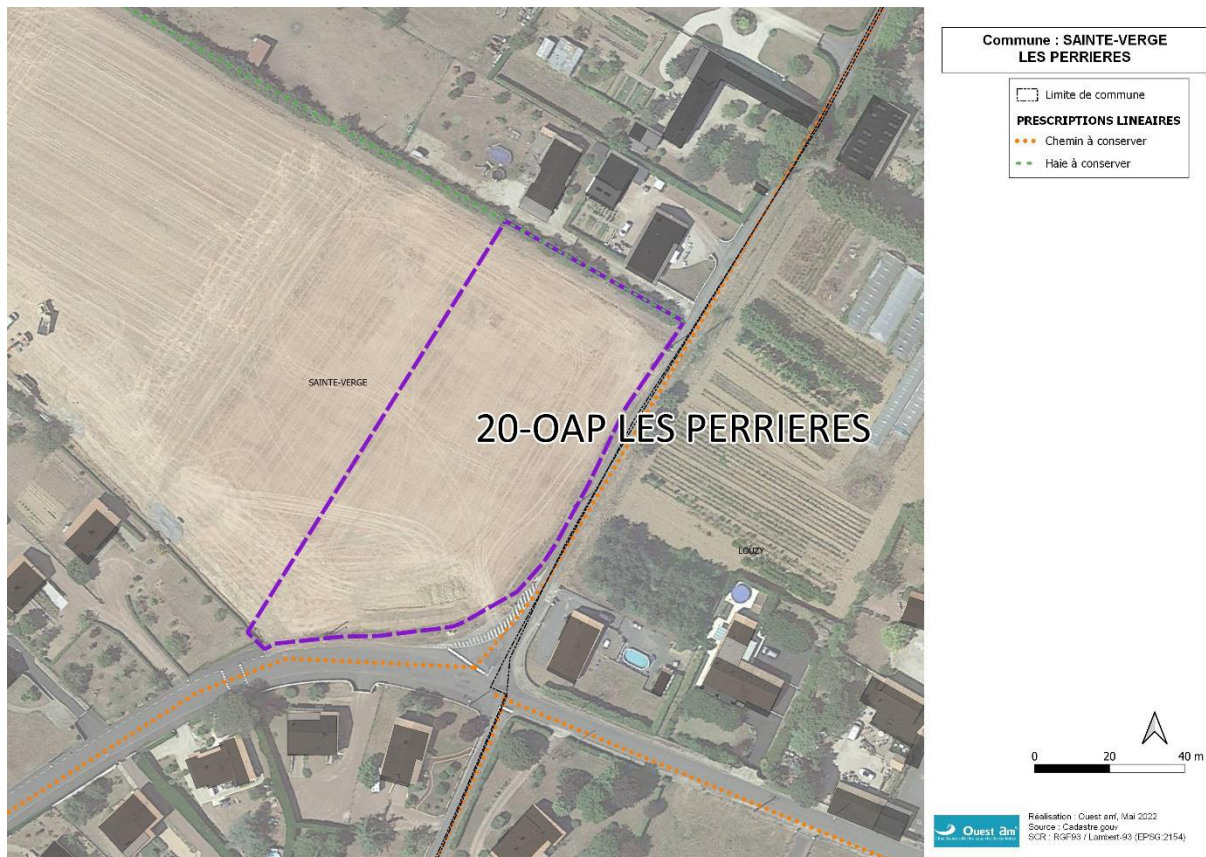 Commune : SAINTE-VERGE
LES PERRIERES
Limite de commune
PRESCRIPTIONS LINEAIRES
Chemin à conserver
Haie à conserver
SAINTE-VERGE
20-OAP LES PERRIERES
LOUZY
0 20 40 m
Ouest am'
Réalisation : Ouest am', Mai 2022
Source : Cadastre.gouv
SCR : RGF93 / Lambert-93 (EPSG:2154)